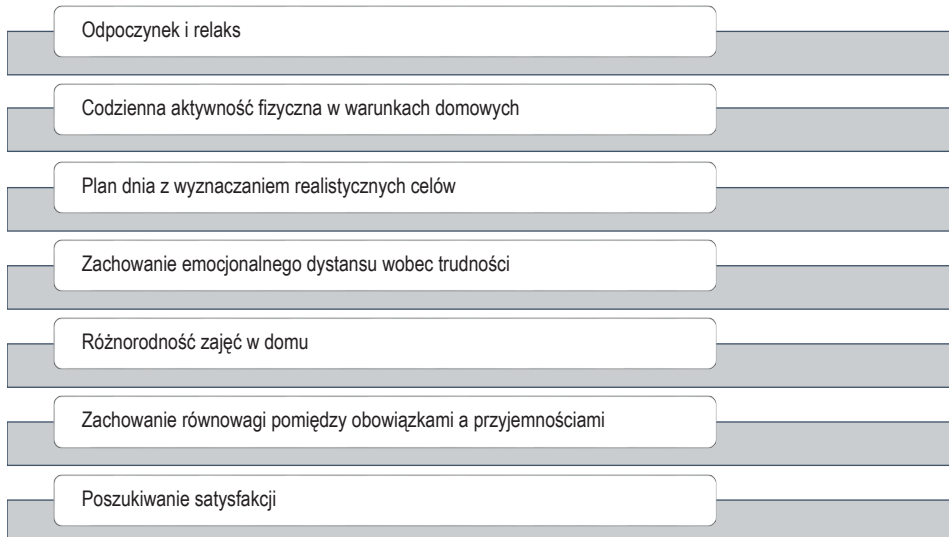 Odpoczynek i relaks
Codzienna aktywność fizyczna w warunkach domowych
Plan dnia z wyznaczaniem realistycznych celów
Zachowanie emocjonalnego dystansu wobec trudności
Różnorodność zajęć w domu
Zachowanie równowagi pomiędzy obowiązkami a przyjemnościami
Poszukiwanie satysfakcji